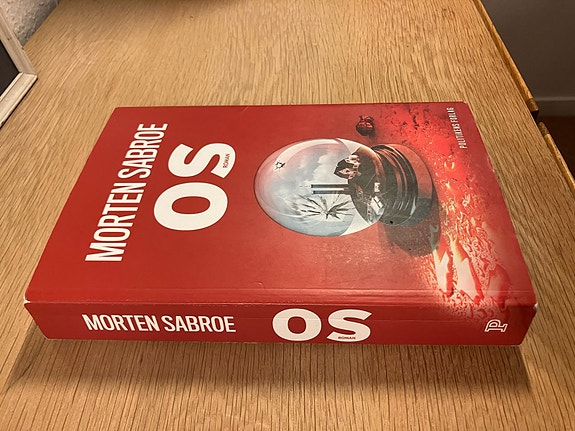 MORTEN SABROE
OS
ROMAN
POLITIKENS FORLAG
MORTEN SABROE
OS
ROMAN
P